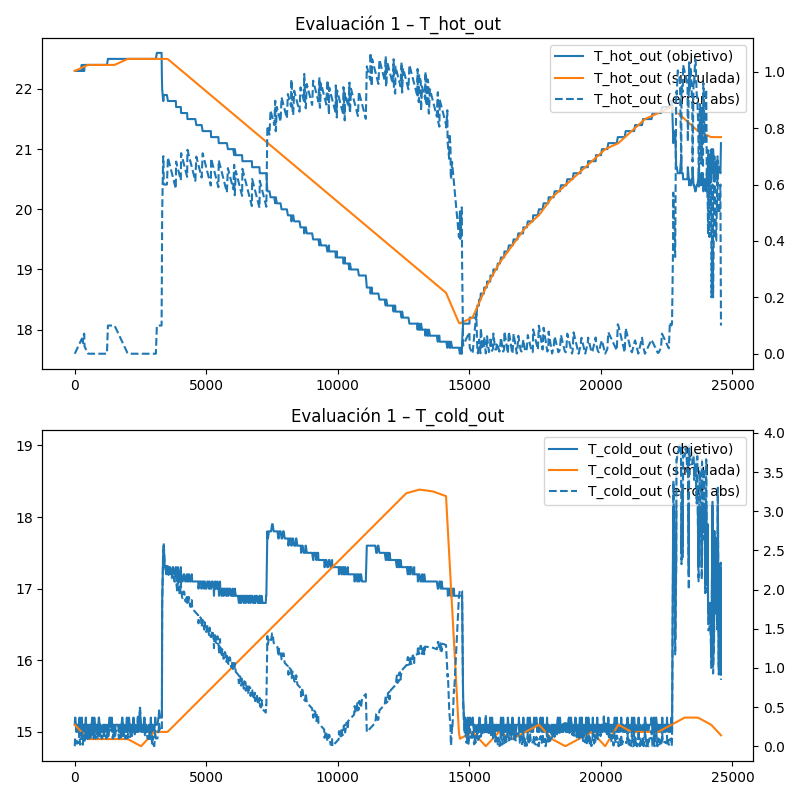 Evaluación 1 – T_hot_out
T_hot_out (objetivo)
T_hot_out (simulada)
T_hot_out (error abs)
22
21
20
19
18
1.0
0.8
0.6
0.4
0.2
0.0
0 5000 10000 15000 20000 25000
Evaluación 1 – T_cold_out
T_cold_out (objetivo)
T_cold_out (simulada)
T_cold_out (error abs)
19
18
17
16
15
4.0
3.5
3.0
2.5
2.0
1.5
1.0
0.5
0.0
0 5000 10000 15000 20000 25000